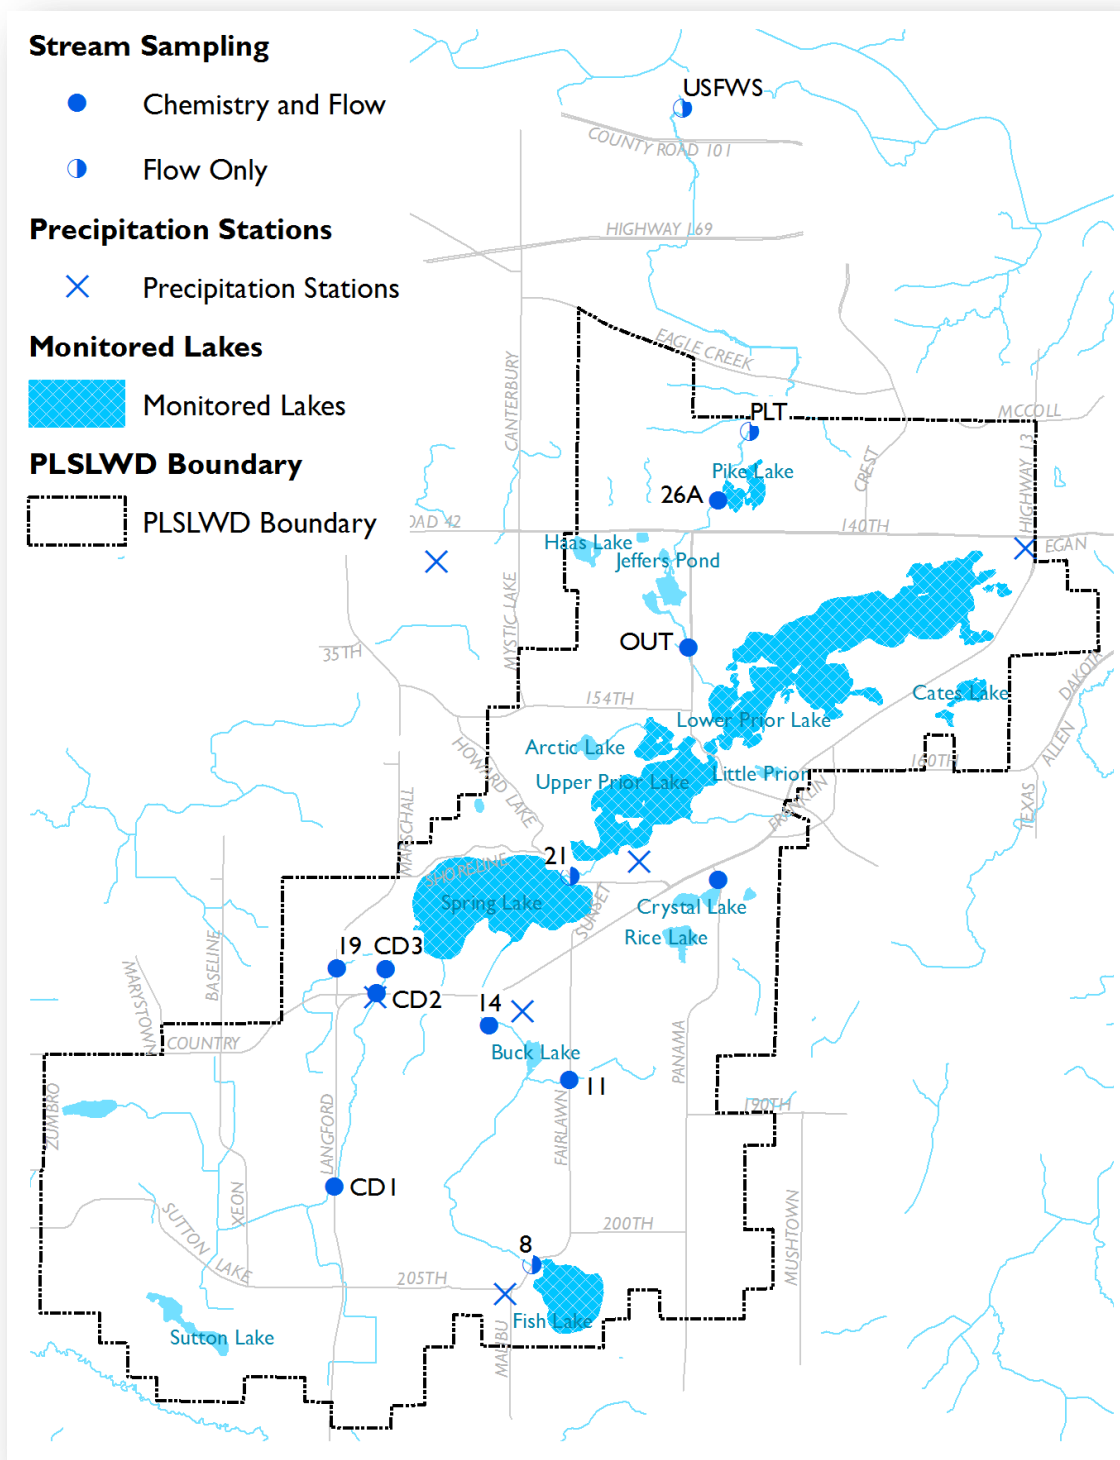 Stream Sampling
Chemistry and Flow
Flow Only
Precipitation Stations
Precipitation Stations
Monitored Lakes
Monitored Lakes
PLSLWD Boundary
PLSLWD Boundary
USFWS
COUNTY ROAD 101
HIGHWAY 169
EAGLE CREEK
CANTERBURY
PLT
MCCOLL
HIGHWAY 13
CREST
Pike Lake
26A
OAD 42
140TH
EGAN
Haas Lake
Jeffers Pond
MYSTIC LAKE
OUT
35TH
DAKOTA
Cates Lake
154TH
Lower Prior Lake
Arctic Lake
HOWARD LAKE
Upper Prior Lake
Little Prior
160TH
ALLEN
FRANKLIN
TEXAS
MARSCHALL
21
SHORELINE
Spring Lake
SUNSET
Crystal Lake
Rice Lake
19 CD3
BASELINE
MARYSTOWN
CD2
14
COUNTRY
Buck Lake
PANAMA
11
ZUMBRO
190TH
LANGFORD
FAIRLAWN
CD1
XEON
SUTTON LAKE
200TH
MUSHTOWN
8
205TH
Fish Lake
Sutton Lake
MALIBU